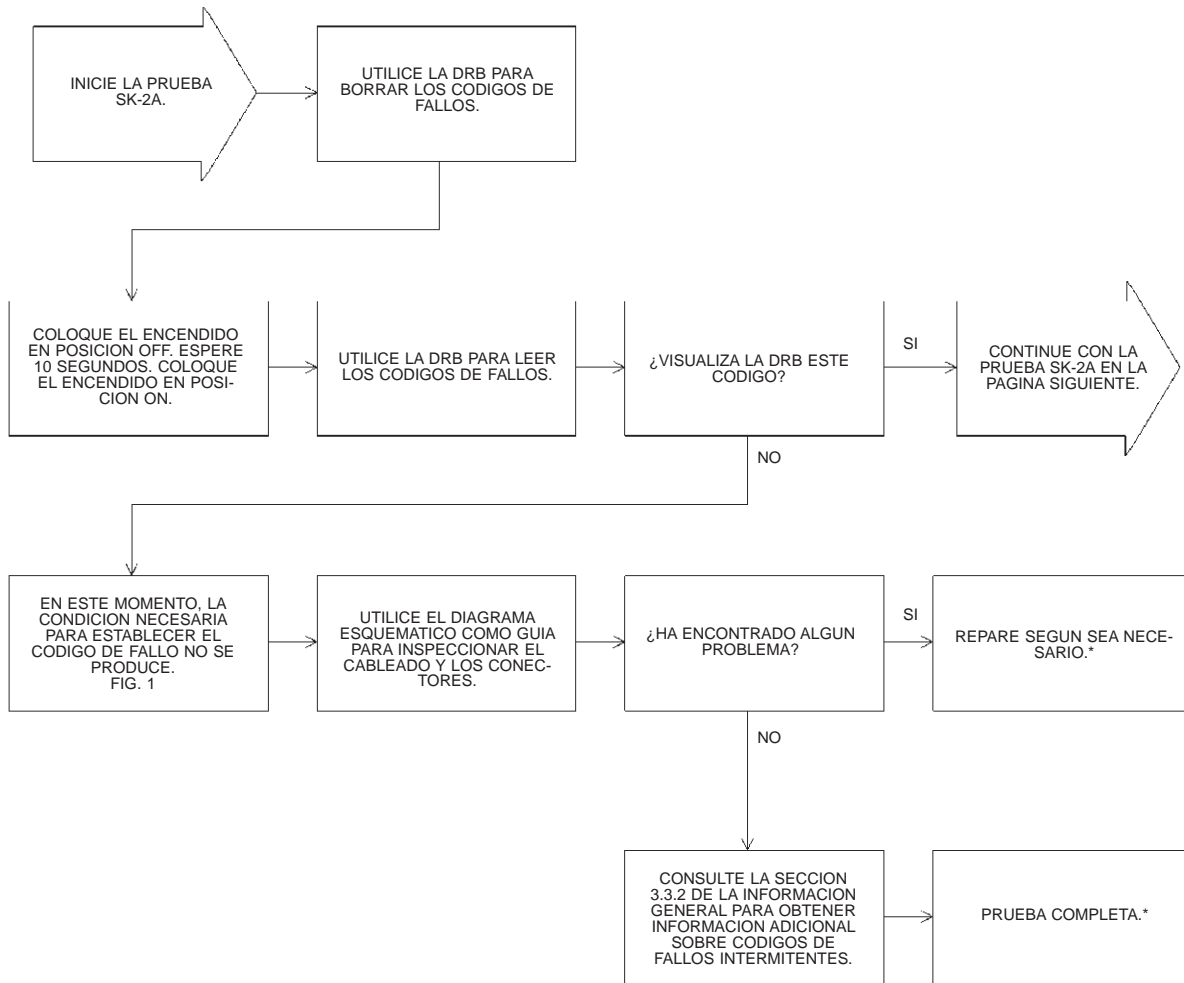 INICIE LA PRUEBA
SK-2A.
UTILICE LA DRB PARA
BORRAR LOS CODIGOS DE
FALLOS.
COLOQUE EL ENCENDIDO
EN POSICION OFF. ESPERE
10 SEGUNDOS. COLOQUE
EL ENCENDIDO EN POSI-
CION ON.
UTILICE LA DRB PARA LEER
LOS CODIGOS DE FALLOS.
¿VISUALIZA LA DRB ESTE
CODIGO?
SI
CONTINUE CON LA
PRUEBA SK-2A EN LA
PAGINA SIGUIENTE.
NO
EN ESTE MOMENTO, LA
CONDICION NECESARIA
PARA ESTABLECER EL
CODIGO DE FALLO NO SE
PRODUCE.
FIG. 1
UTILICE EL DIAGRAMA
ESQUEMATICO COMO GUIA
PARA INSPECCIONAR EL
CABLEADO Y LOS CONEC-
TORES.
¿HA ENCONTRADO ALGUN
PROBLEMA?
SI
REPARE SEGUN SEA NECE-
SARIO.*
NO
CONSULTE LA SECCION
3.3.2 DE LA INFORMACION
GENERAL PARA OBTENER
INFORMACION ADICIONAL
SOBRE CODIGOS DE
FALLOS INTERMITENTES.
PRUEBA COMPLETA.*